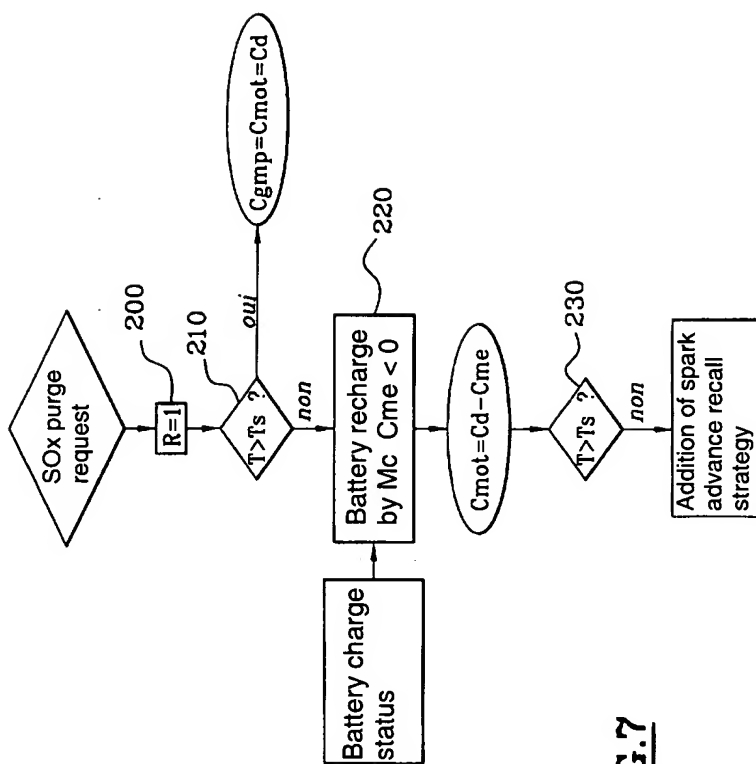 SOx purge
request
R=1
200
T>Ts ?
210
oui
Cgmp=Cmot=Cd
non
Battery recharge
by Mc Cme < 0
220
Battery charge
status
Cmot=Cd-Cme
T>Ts ?
230
non
Addition of spark
advance recall
strategy
G.7